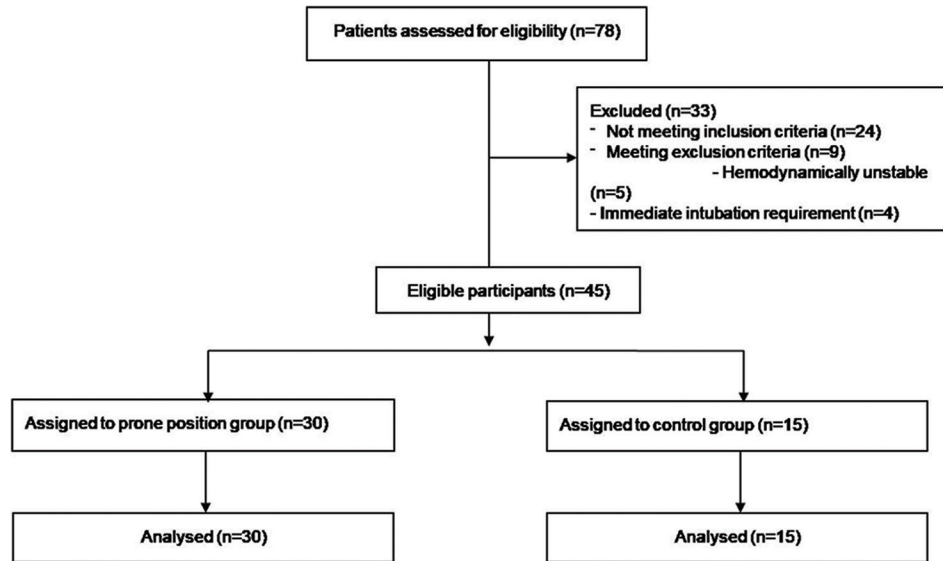 Patients assessed for eligibility (n=78)
Excluded (n=33)
- Not meeting inclusion criteria (n=24)
- Meeting exclusion criteria (n=9)
- Hemodynamically unstable
(n=5)
- Immediate intubation requirement (n=4)
Eligible participants (n=45)
Assigned to prone position group (n=30)
Assigned to control group (n=15)
Analysed (n=30)
Analysed (n=15)